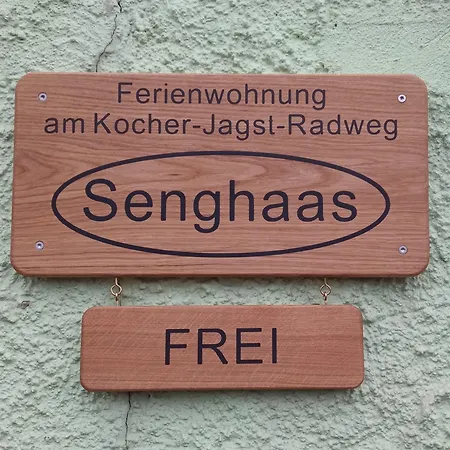 Ferienwohnung
am Kocher-Jagst-Radweg
Senghaas
FREI